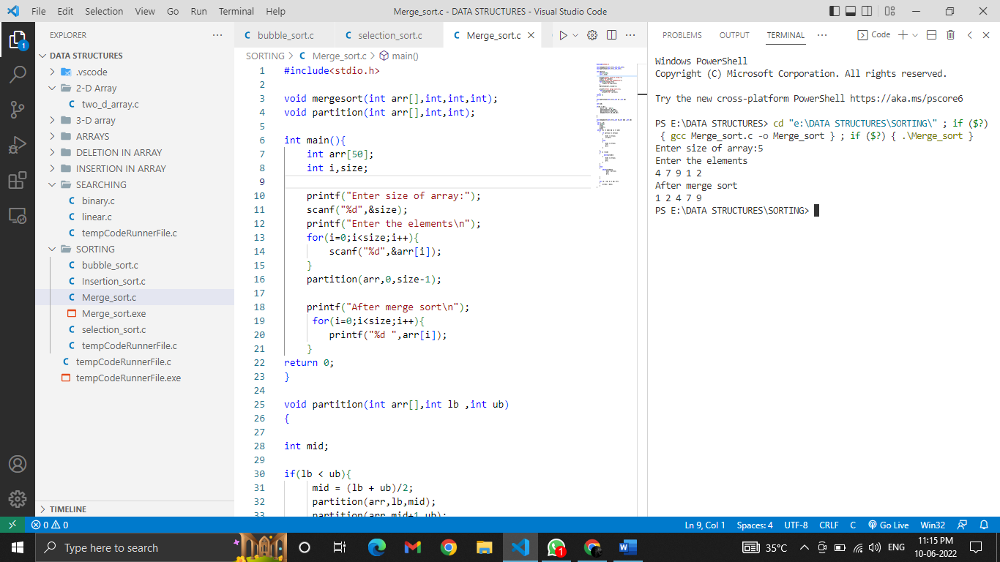 File Edit Selection View Go Run Terminal Help
Merge_sort.c - DATA STRUCTURES - Visual Studio Code
1
EXPLORER
DATA STRUCTURES
.vscode
2-D Array
two_d_array.c
3-D array
ARRAYS
DELETION IN ARRAY
INSERTION IN ARRAY
SEARCHING
binary.c
linear.c
tempCodeRunnerFile.c
SORTING
bubble_sort.c
Insertion_sort.c
Merge_sort.c
Merge_sort.exe
selection_sort.c
tempCodeRunnerFile.c
tempCodeRunnerFile.c
tempCodeRunnerFile.exe
TIMELINE
bubble_sort.c
selection_sort.c
Merge_sort.c
SORTING > Merge_sort.c > main()
1 #include<stdio.h>
2
3 void mergesort(int arr[],int,int,int);
4 void partition(int arr[],int,int);
5
6 int main(){
7 int arr[50];
8 int i,size;
9
10 printf("Enter size of array:");
11 scanf("%d",&size);
12 printf("Enter the elements\n");
13 for(i=0;i<size;i++){
14 scanf("%d",&arr[i]);
15 }
16 partition(arr,0,size-1);
17
18 printf("After merge sort\n");
19 for(i=0;i<size;i++){
20 printf("%d ",arr[i]);
21 }
22 return 0;
23 }
24
25 void partition(int arr[],int lb ,int ub)
26 {
27
28 int mid;
29
30 if(lb < ub){
31 mid = (lb + ub)/2;
32 partition(arr,lb,mid);
33 partition(arr,mid+1,ub);
PROBLEMS OUTPUT TERMINAL
Code
Windows PowerShell
Copyright (C) Microsoft Corporation. All rights reserved.
Try the new cross-platform PowerShell https://aka.ms/pscore6
PS E:\DATA STRUCTURES> cd "e:\DATA STRUCTURES\SORTING\" ; if ($?)
{ gcc Merge_sort.c -o Merge_sort } ; if ($?) { .\Merge_sort }
Enter size of array:5
Enter the elements
4 7 9 1 2
After merge sort
1 2 4 7 9
PS E:\DATA STRUCTURES\SORTING>
0 0
Ln 9, Col 1 Spaces: 4 UTF-8 CRLF C Go Live Win32
Type here to search
1
35°C
ENG
11:15 PM
10-06-2022